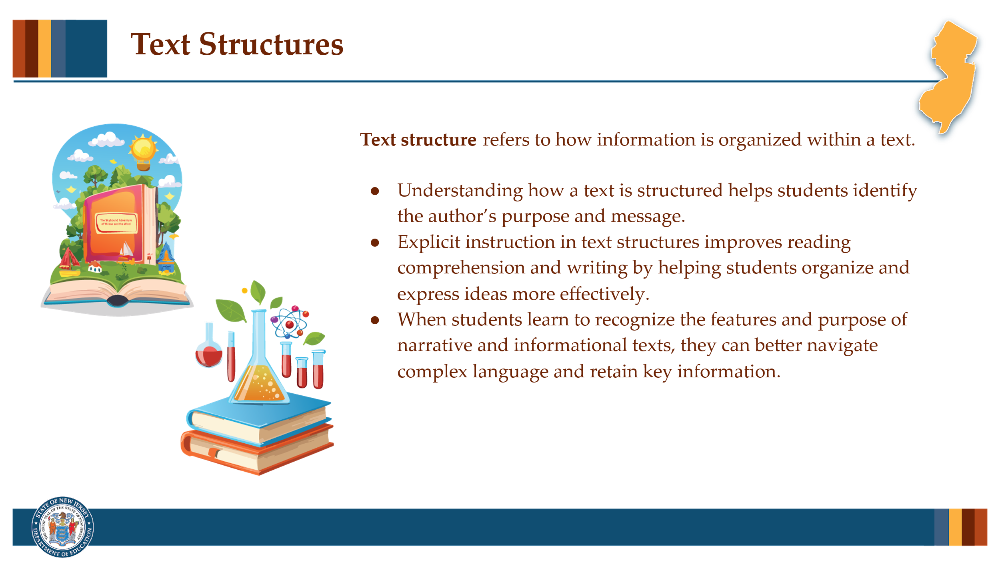 Text Structures
Text structure refers to how information is organized within a text.
● Understanding how a text is structured helps students identify
the author’s purpose and message.
● Explicit instruction in text structures improves reading
comprehension and writing by helping students organize and
express ideas more effectively.
● When students learn to recognize the features and purpose of
narrative and informational texts, they can better navigate
complex language and retain key information.
The Skybound Adventure
of Willow and the Wind
STATE OF NEW JERSEY
THE GREAT SEAL OF THE STATE OF NEW JERSEY
DEPARTMENT OF EDUCATION